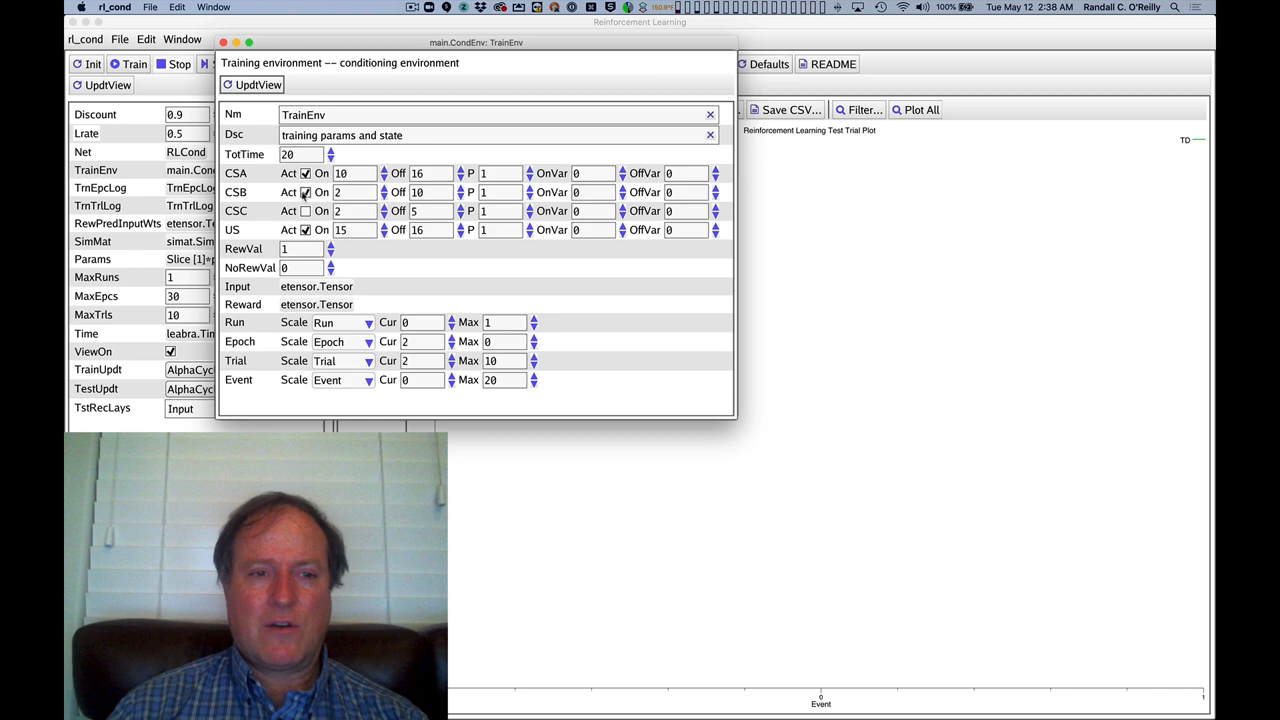 rl_cond File Edit Window 100% Tue May 12 2:38 AM Randall C. O'Reilly
Reinforcement Learning
rl_cond File Edit Window
Init Train Stop Defaults README
UpdtView
Save CSV... Filter... Plot All
Reinforcement Learning Test Trial Plot
TD
Discount 0.9
Lrate 0.5
Net RLCond
TrainEnv main.Con
TrnEpcLog TrnEpcLo
TrnTrlLog TrnTrlLog
RewPredInputWts etensor.Te
SimMat simat.Sim
Params Slice [1]*p
MaxRuns 1
MaxEpcs 30
MaxTrls 10
Time leabra.Tim
ViewOn
TrainUpdt AlphaCyc
TestUpdt AlphaCyc
TstRecLays Input
main.CondEnv: TrainEnv
Training environment -- conditioning environment
UpdtView
Nm TrainEnv
Dsc training params and state
TotTime 20
CSA Act On 10 Off 16 P 1 OnVar 0 OffVar 0
CSB Act On 2 Off 10 P 1 OnVar 0 OffVar 0
CSC Act On 2 Off 5 P 1 OnVar 0 OffVar 0
US Act On 15 Off 16 P 1 OnVar 0 OffVar 0
RewVal 1
NoRewVal 0
Input etensor.Tensor
Reward etensor.Tensor
Run Scale Run Cur 0 Max 1
Epoch Scale Epoch Cur 2 Max 0
Trial Scale Trial Cur 2 Max 10
Event Scale Event Cur 0 Max 20
0 1
Event